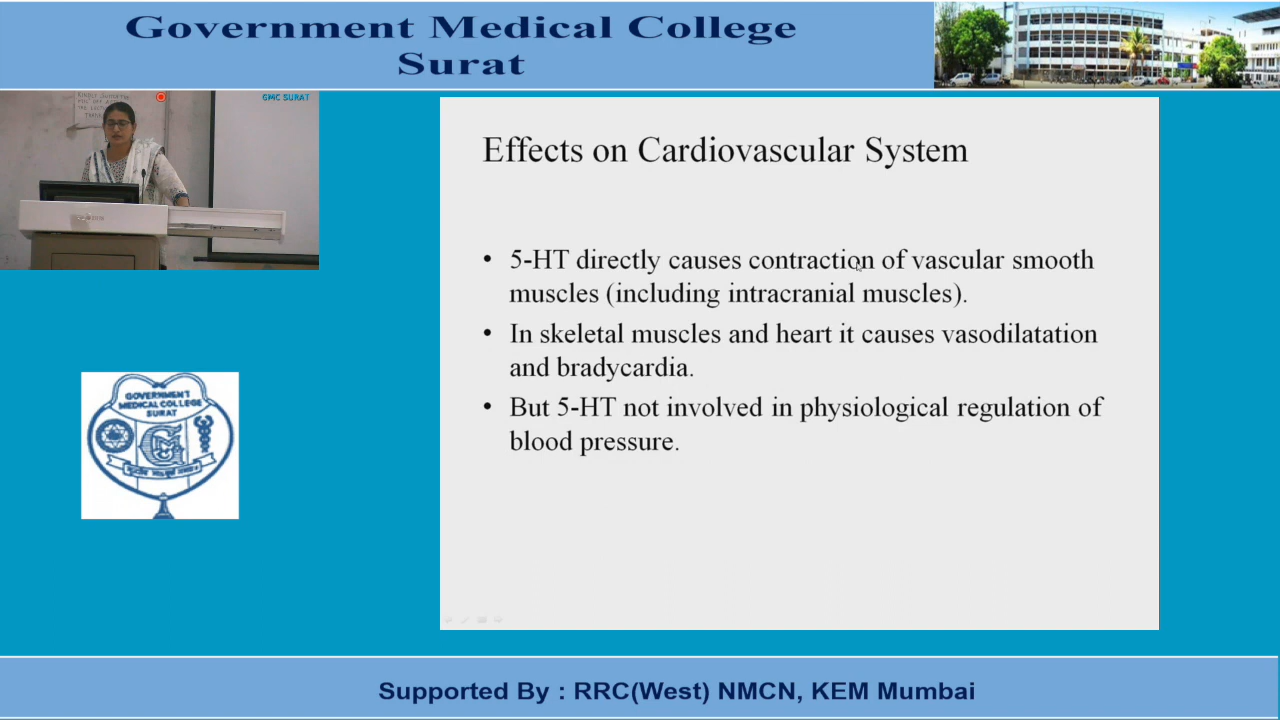 Government Medical College
Surat
GMC SURAT
Effects on Cardiovascular System
• 5-HT directly causes contraction of vascular smooth
muscles (including intracranial muscles).
• In skeletal muscles and heart it causes vasodilatation
and bradycardia.
• But 5-HT not involved in physiological regulation of
blood pressure.
GOVERNMENT
MEDICAL COLLEGE
SURAT
Supported By : RRC(West) NMCN, KEM Mumbai